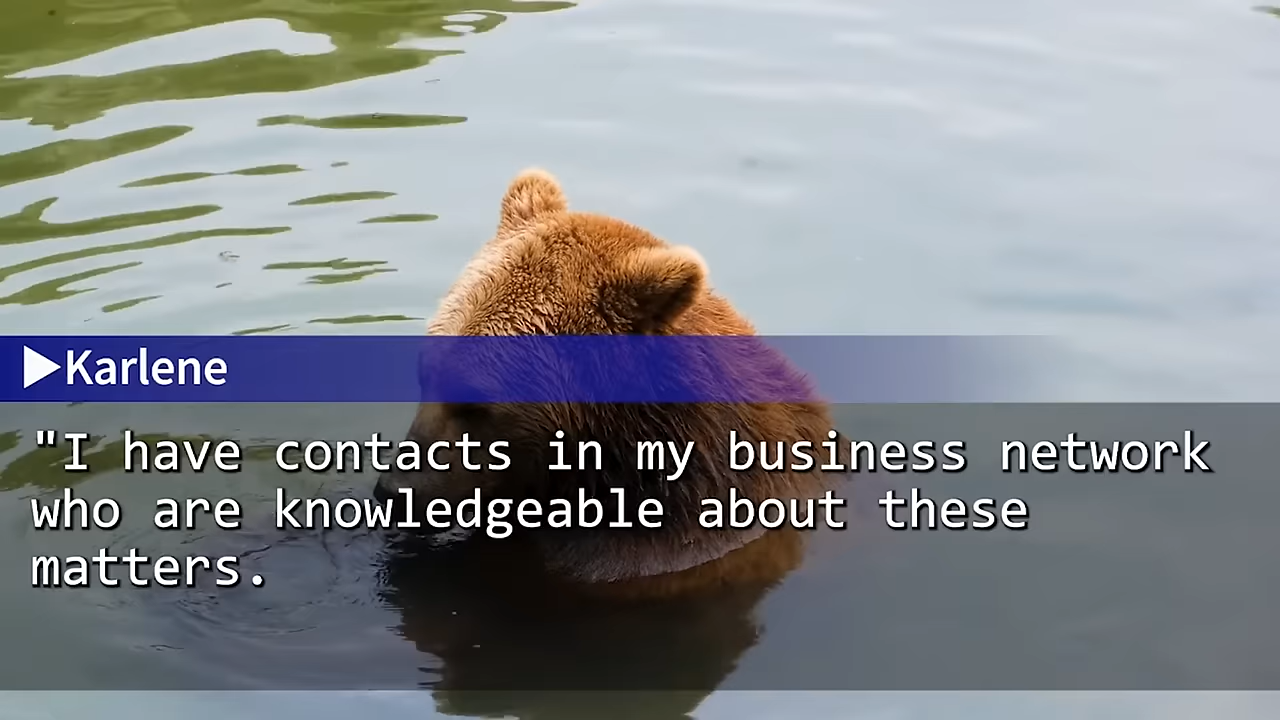 Karlene
"I have contacts in my business network
who are knowledgeable about these
matters.